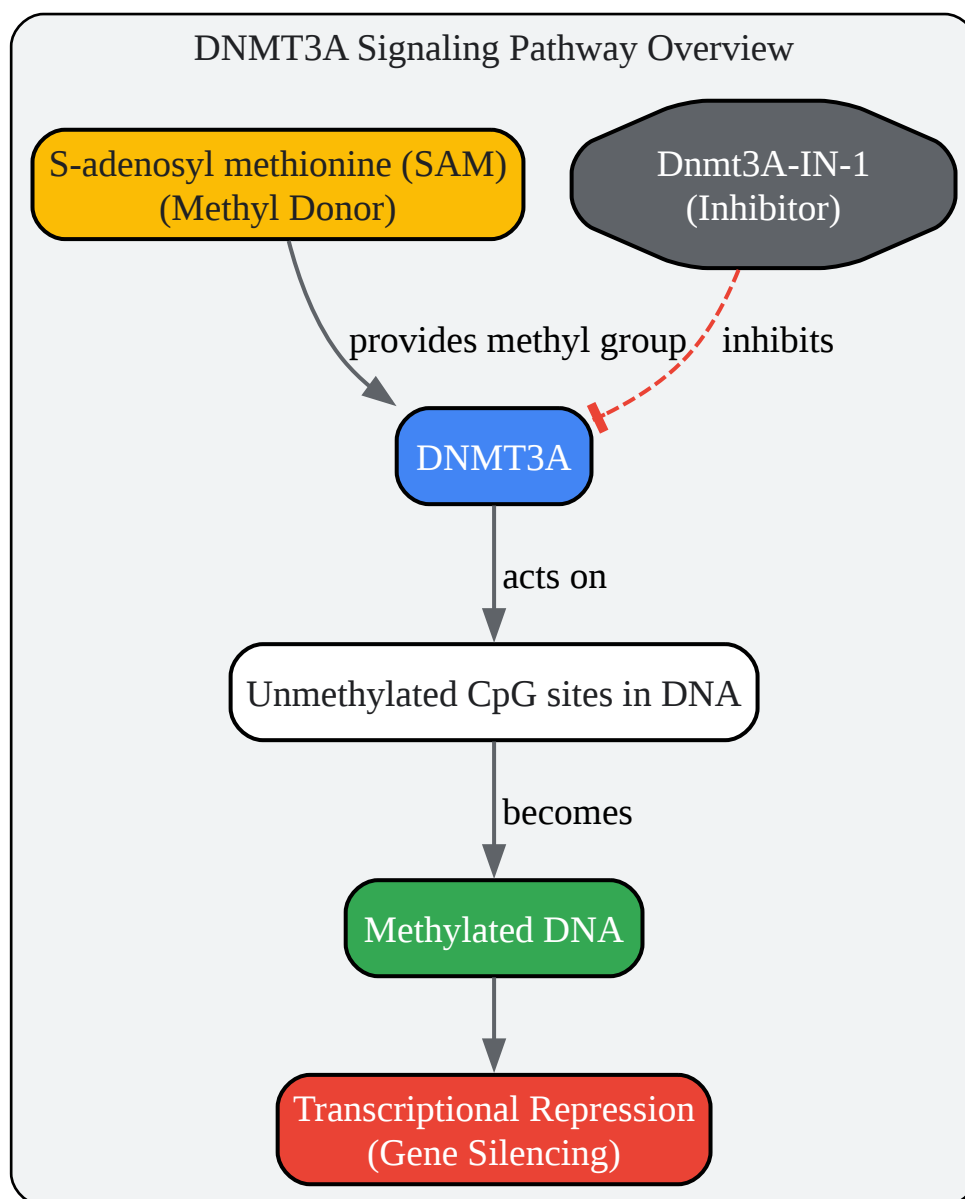 DNMT3A Signaling Pathway Overview
S-adenosyl methionine (SAM)
(Methyl Donor)
Dnmt3A-IN-1
(Inhibitor)
provides methyl group
inhibits
DNMT3A
acts on
Unmethylated CpG sites in DNA
becomes
Methylated DNA
Transcriptional Repression
(Gene Silencing)